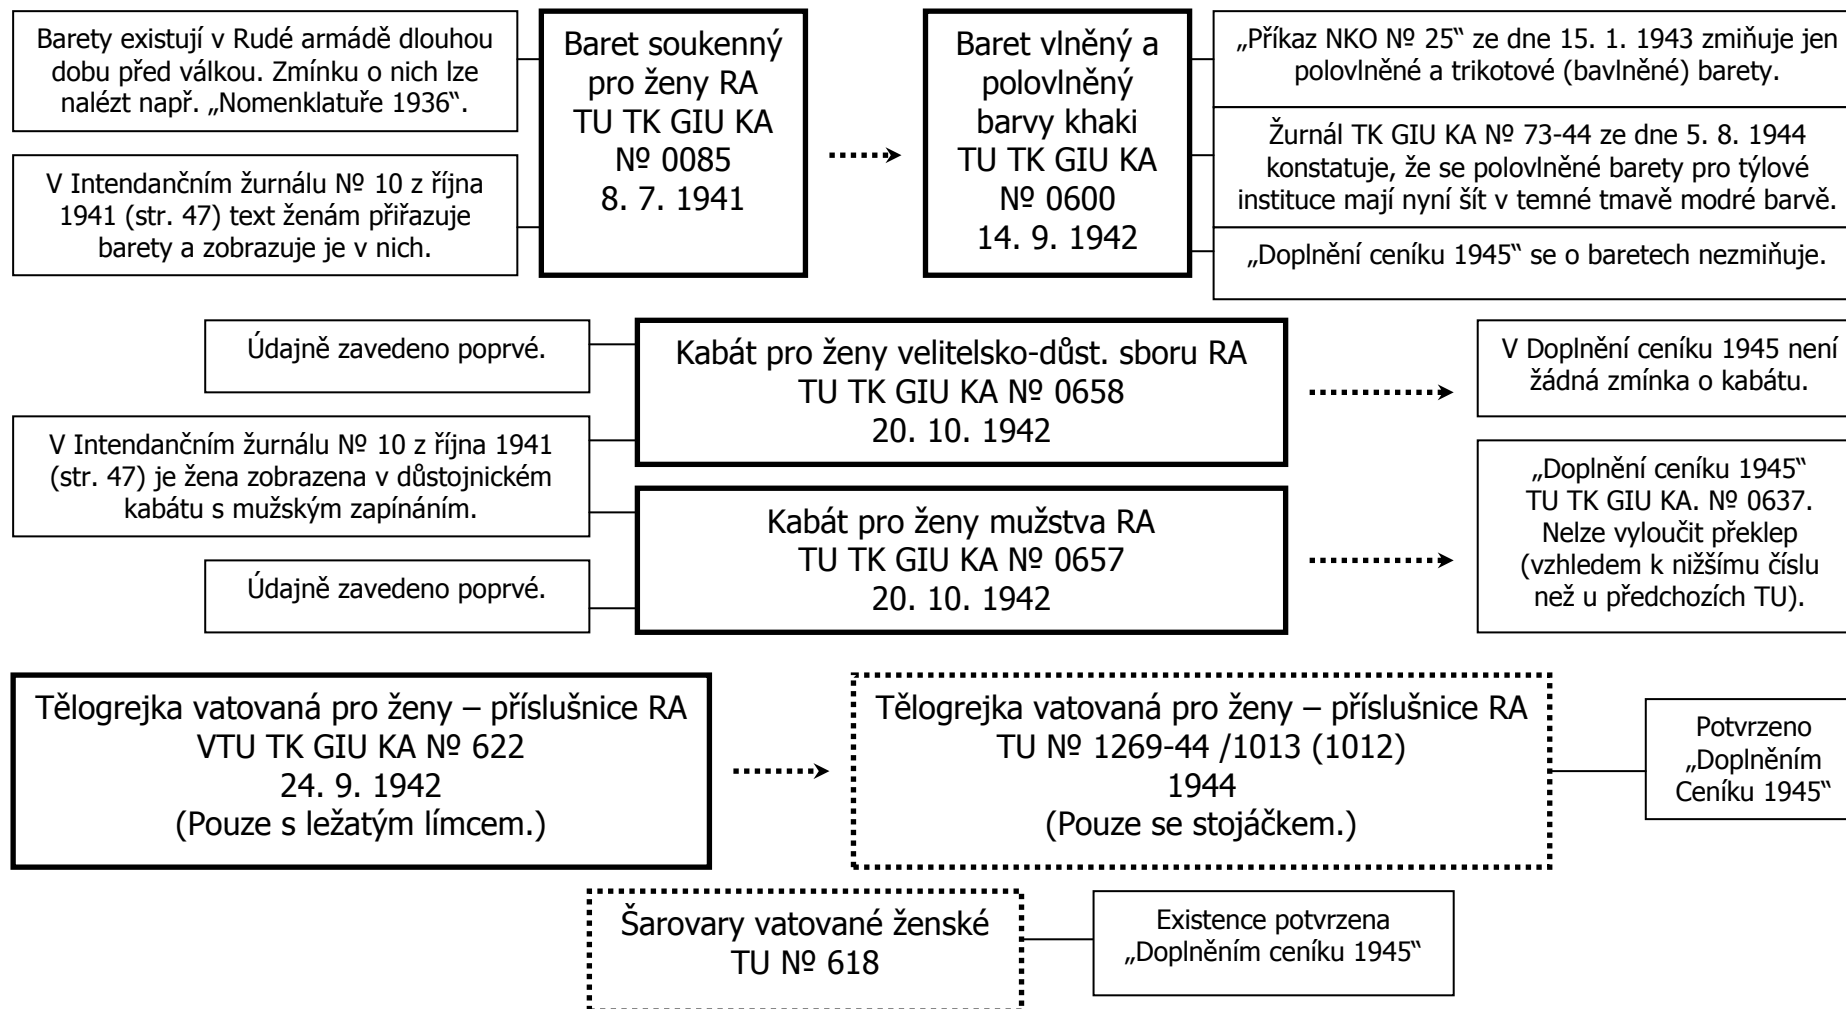 Barety existují v Rudé armádě dlouhou
dobu před válkou. Zmínku o nich lze
nalézt např. „Nomenklatuře 1936“.
V Intendančním žurnálu № 10 z října
1941 (str. 47) text ženám přiřazuje
barety a zobrazuje je v nich.
Baret soukenný
pro ženy RA
TU TK GIU KA
№ 0085
8. 7. 1941
Baret vlněný a
polovlněný
barvy khaki
TU TK GIU KA
№ 0600
14. 9. 1942
„Příkaz NKO № 25“ ze dne 15. 1. 1943 zmiňuje jen
polovlněné a trikotové (bavlněné) barety.
Žurnál TK GIU KA № 73-44 ze dne 5. 8. 1944
konstatuje, že se polovlněné barety pro týlové
instituce mají nyní šít v temné tmavě modré barvě.
„Doplnění ceníku 1945“ se o baretech nezmiňuje.
Údajně zavedeno poprvé.
V Intendančním žurnálu № 10 z října 1941
(str. 47) je žena zobrazena v důstojnickém
kabátu s mužským zapínáním.
Údajně zavedeno poprvé.
Kabát pro ženy velitelsko-důst. sboru RA
TU TK GIU KA № 0658
20. 10. 1942
Kabát pro ženy mužstva RA
TU TK GIU KA № 0657
20. 10. 1942
V Doplnění ceníku 1945 není
žádná zmínka o kabátu.
„Doplnění ceníku 1945“
TU TK GIU KA. № 0637.
Nelze vyloučit překlep
(vzhledem k nižšímu číslu
než u předchozích TU).
Tělogrejka vatovaná pro ženy – příslušnice RA
VTU TK GIU KA № 622
24. 9. 1942
(Pouze s ležatým límcem.)
Tělogrejka vatovaná pro ženy – příslušnice RA
TU № 1269-44 /1013 (1012)
1944
(Pouze se stojáčkem.)
Potvrzeno
„Doplněním
Ceníku 1945“
Šarovary vatované ženské
TU № 618
Existence potvrzena
„Doplněním ceníku 1945“